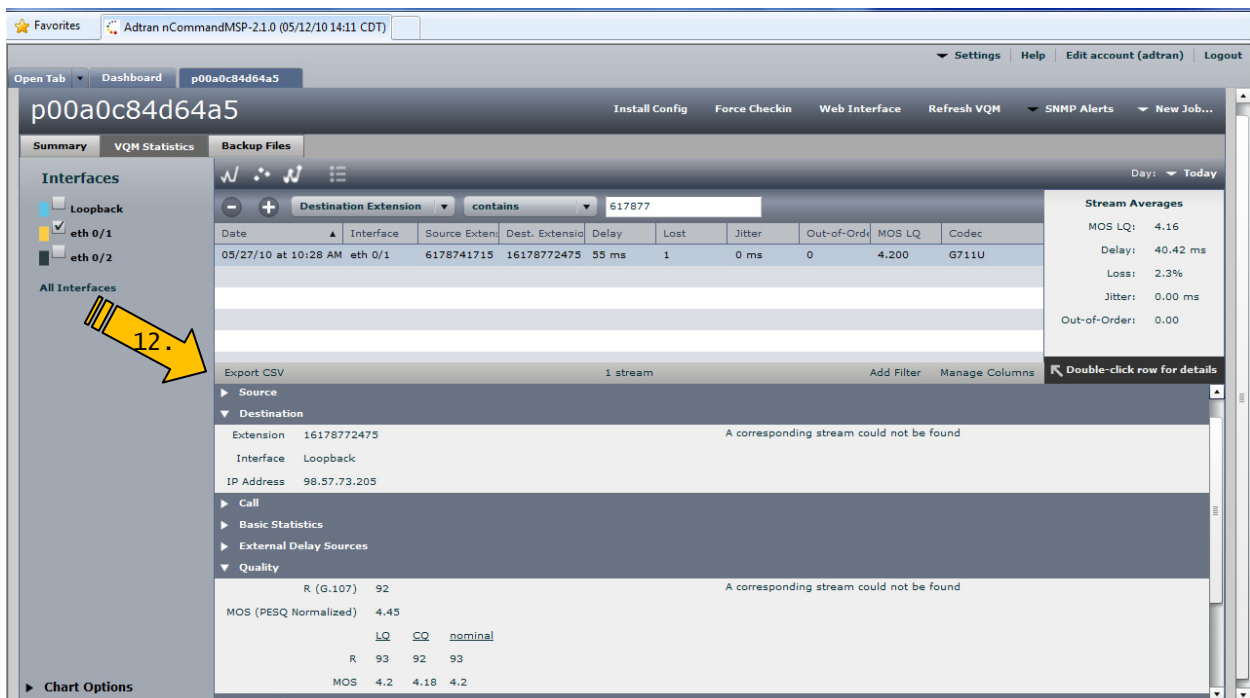 Favorites
Adtran nCommandMSP-2.1.0 (05/12/10 14:11 CDT)
Settings Help Edit account (adtran) Logout
Open Tab Dashboard p00a0c84d64a5
p00a0c84d64a5
Install Config Force Checkin Web Interface Refresh VQM SNMP Alerts New Job...
Summary VQM Statistics Backup Files
Interfaces
Day: Today
Loopback
eth 0/1
eth 0/2
All Interfaces
Destination Extension contains 617877
Date Interface Source Exten: Dest. Extensio Delay Lost Jitter Out-of-Orde MOS LQ Codec
05/27/10 at 10:28 AM eth 0/1 6178741715 16178772475 55 ms 1 0 ms 0 4.200 G711U
Stream Averages
MOS LQ: 4.16
Delay: 40.42 ms
Loss: 2.3%
Jitter: 0.00 ms
Out-of-Order: 0.00
12.
Export CSV 1 stream Add Filter Manage Columns
Double-click row for details
Source
Destination
Extension 16178772475
A corresponding stream could not be found
Interface Loopback
IP Address 98.57.73.205
Call
Basic Statistics
External Delay Sources
Quality
R (G.107) 92
A corresponding stream could not be found
MOS (PESQ Normalized) 4.45
LQ CQ nominal
R 93 92 93
MOS 4.2 4.18 4.2
Chart Options